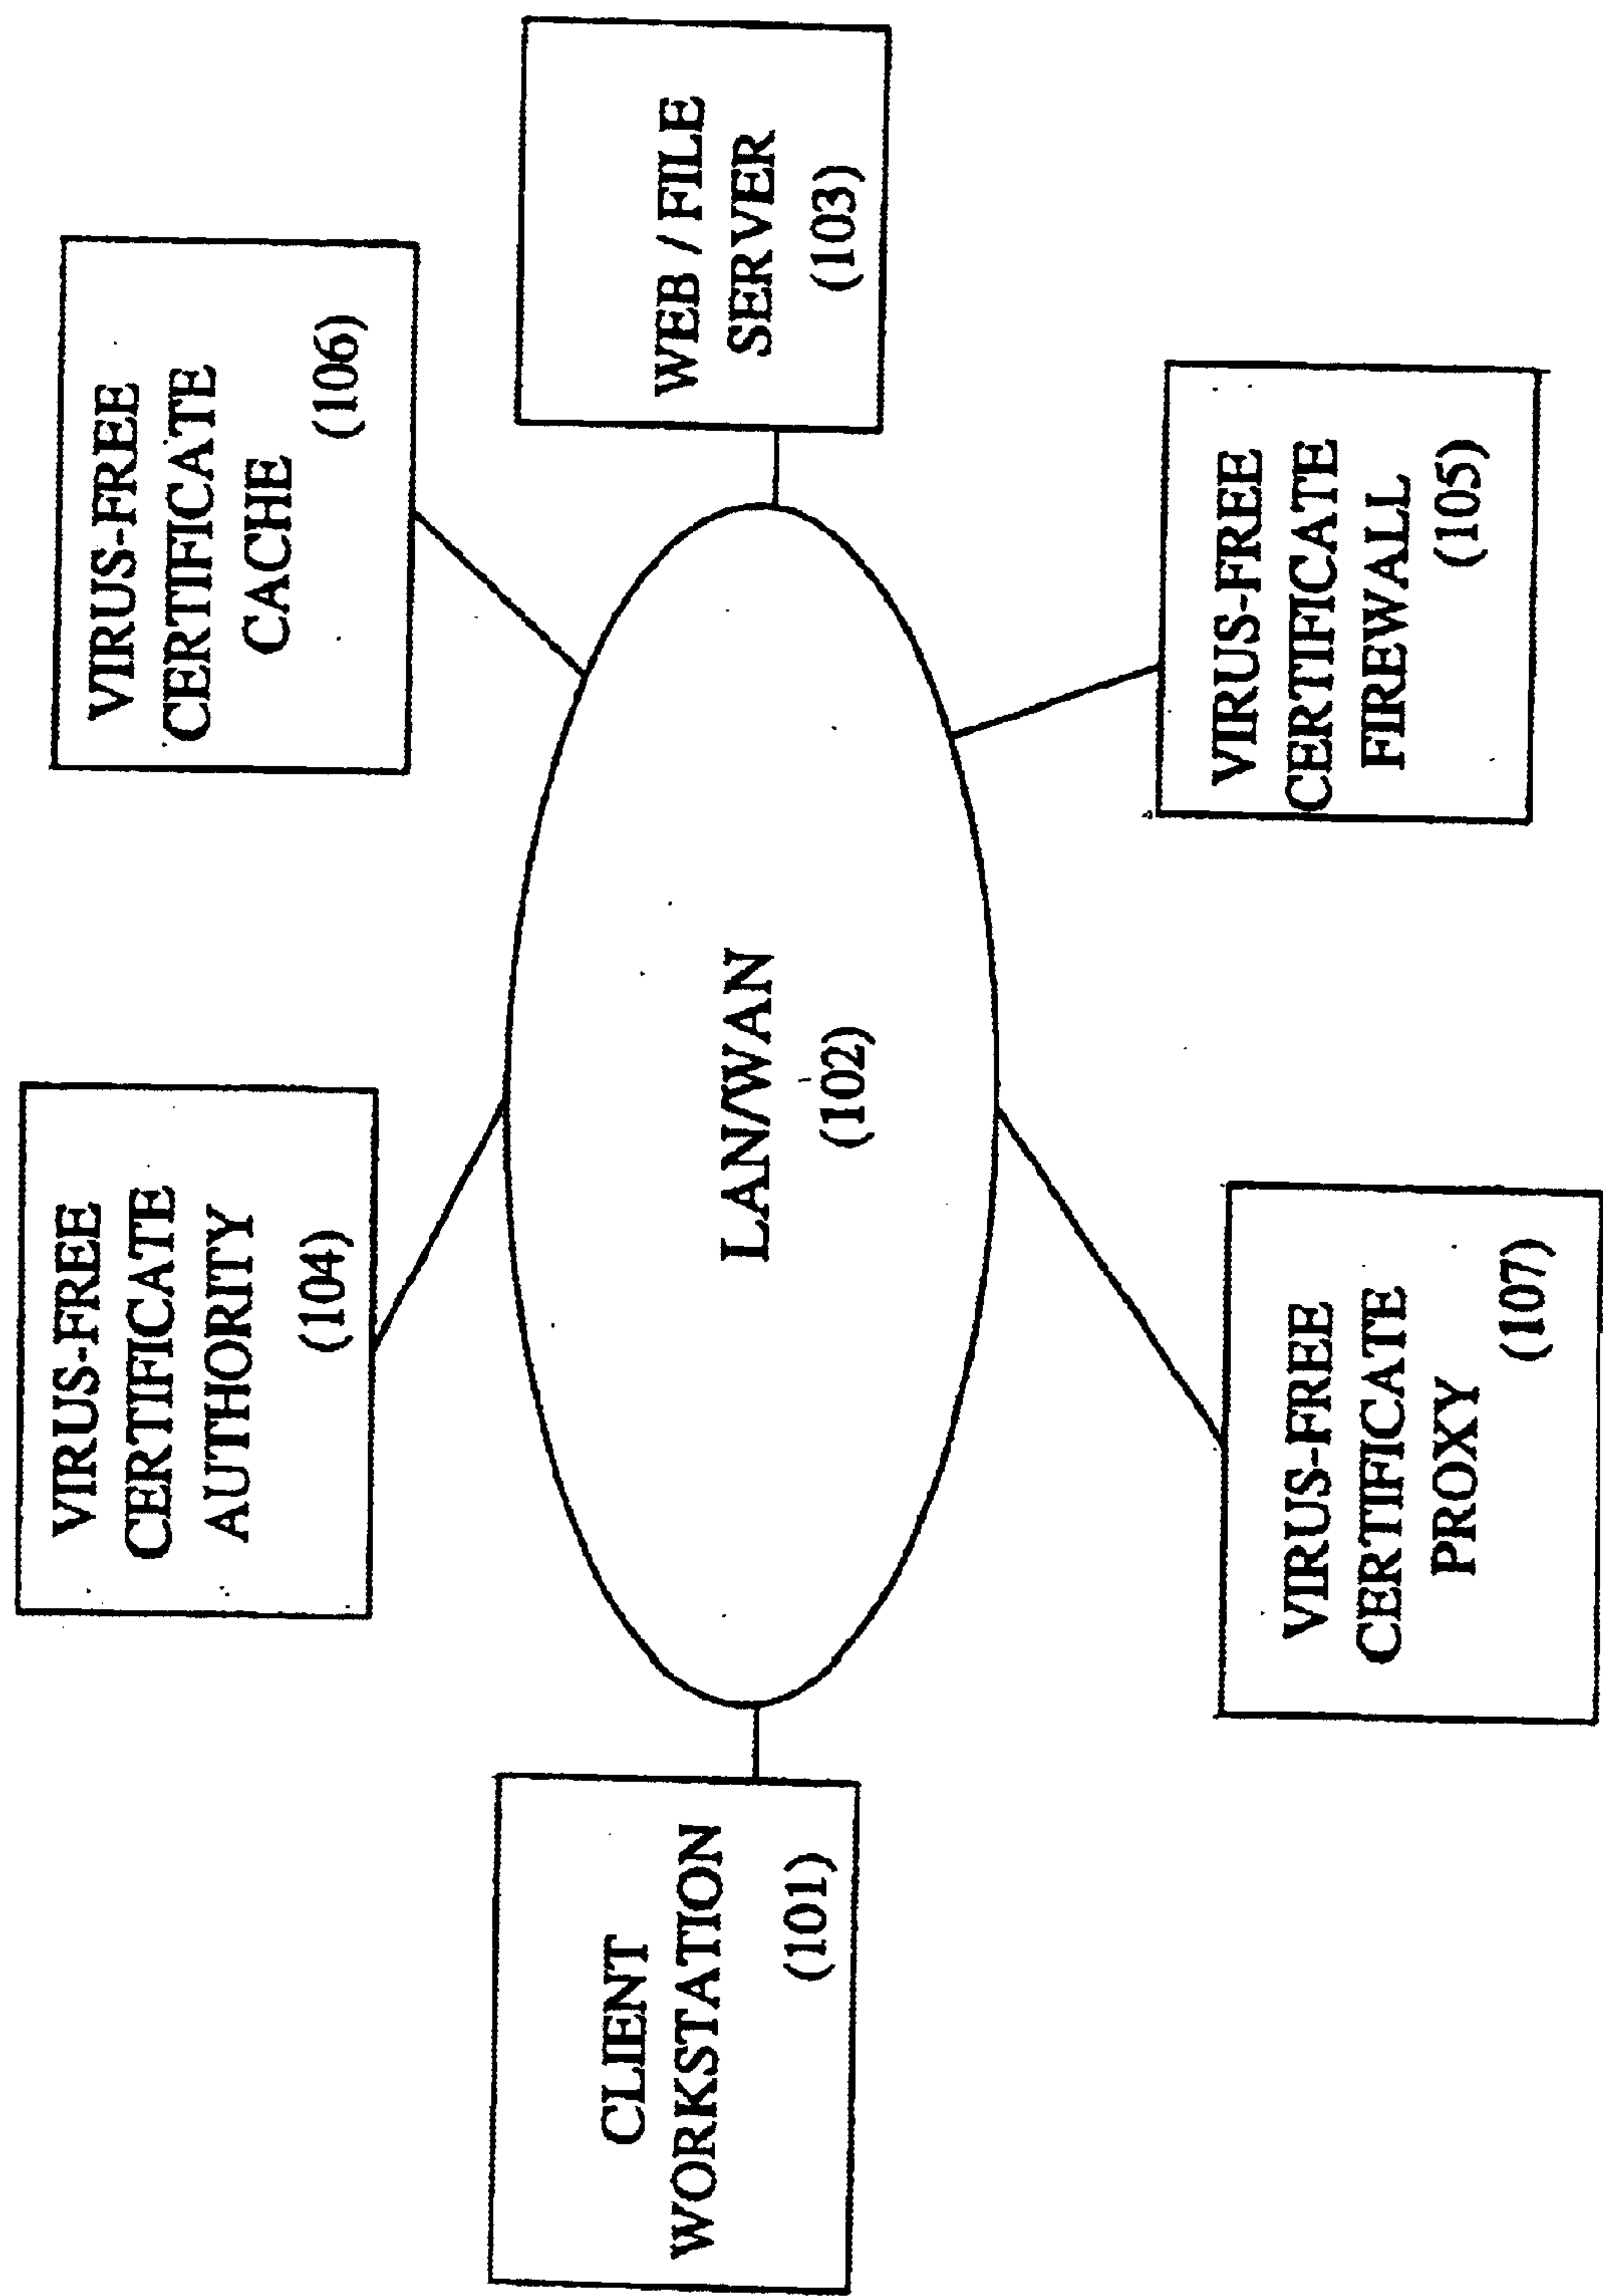 VIRUS-FREE
CERTIFICATE
AUTHORITY
(104)
VIRUS-FREE
CERTIFICATE
CACHE
(106)
CLIENT
WORKSTATION
(101)
LAN/WAN
(102)
WEB / FILE
SERVER
(103)
VIRUS-FREE
CERTIFICATE
PROXY
(107)
VIRUS-FREE
CERTIFICATE
FIREWALL
(105)